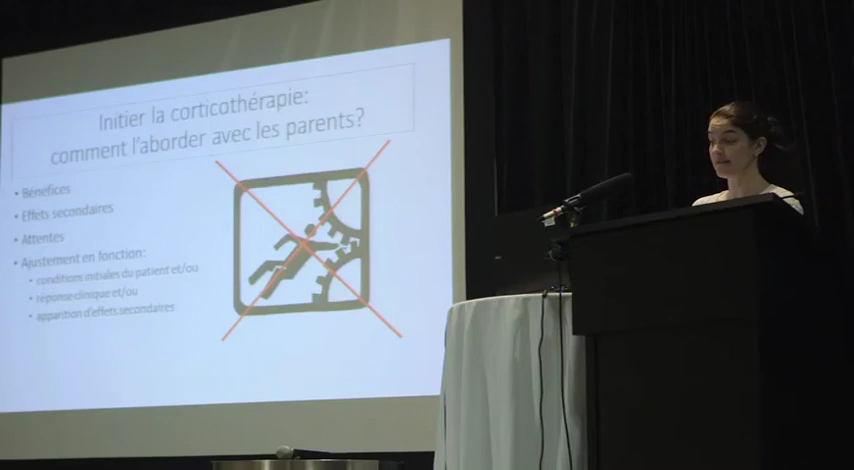 Initier la corticothérapie:
comment l'aborder avec les parents?
• Bénéfices
• Effets secondaires
• Attentes
• Ajustement en fonction:
• conditions initiales du patient et/ou
• réponse clinique et/ou
• apparition d'effets secondaires